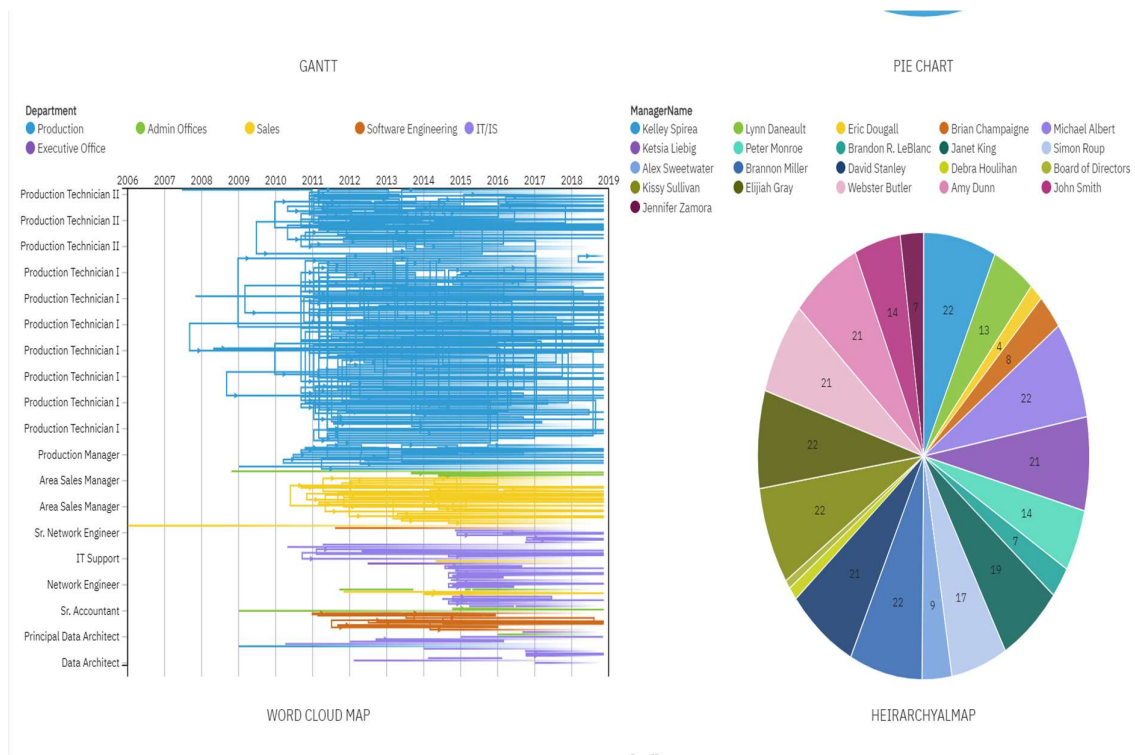 GANTT
Department
Production Admin Offices Sales Software Engineering IT/IS
Executive Office
2006 2007 2008 2009 2010 2011 2012 2013 2014 2015 2016 2017 2018 2019
Production Technician II
Production Technician II
Production Technician II
Production Technician I
Production Technician I
Production Technician I
Production Technician I
Production Technician I
Production Technician I
Production Technician I
Production Manager
Area Sales Manager
Area Sales Manager
Sr. Network Engineer
IT Support
Network Engineer
Sr. Accountant
Principal Data Architect
Data Architect
WORD CLOUD MAP
PIE CHART
ManagerName
Kelley Spirea Lynn Daneault Eric Dougall Brian Champaigne Michael Albert
Ketsia Liebig Peter Monroe Brandon R. LeBlanc Janet King Simon Roup
Alex Sweetwater Brannon Miller David Stanley Debra Houlihan Board of Directors
Kissy Sullivan Elijiah Gray Webster Butler Amy Dunn John Smith
Jennifer Zamora
22
13
4
8
22
21
14
7
19
17
9
22
21
22
22
21
21
14
7
HEIRARCHYALMAP